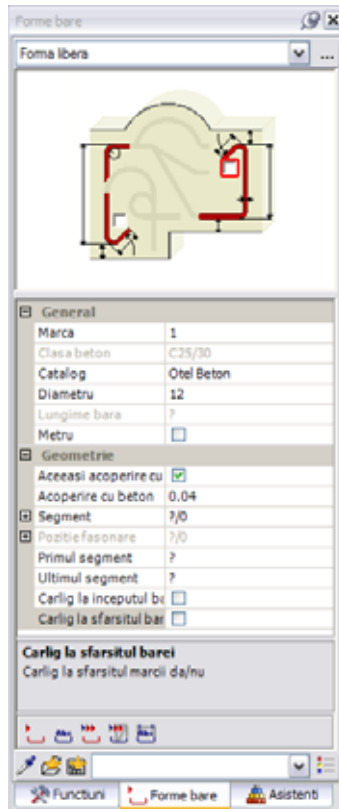 Forme bare
Forma libera
...
General
Marca 1
Clasa beton C25/30
Catalog Otel Beton
Diametru 12
Lungime bara ?
Metru
Geometrie
Aceeasi acoperire cu
Acoperire cu beton 0.04
Segment ?/0
Pozitie fasonare ?/0
Primul segment ?
Ultimul segment ?
Carlig la inceputul ba
Carlig la sfarsitul bar
Carlig la sfarsitul barei
Carlig la sfarsitul marcii da/nu
Functiuni Forme bare Asistenti